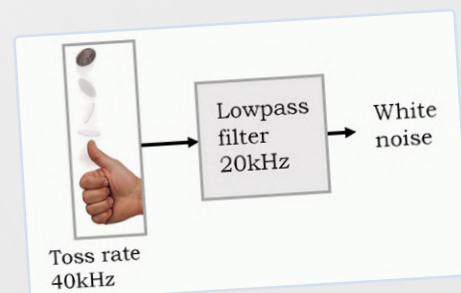 Toss rate
40kHz
Lowpass
filter
20kHz
White
noise